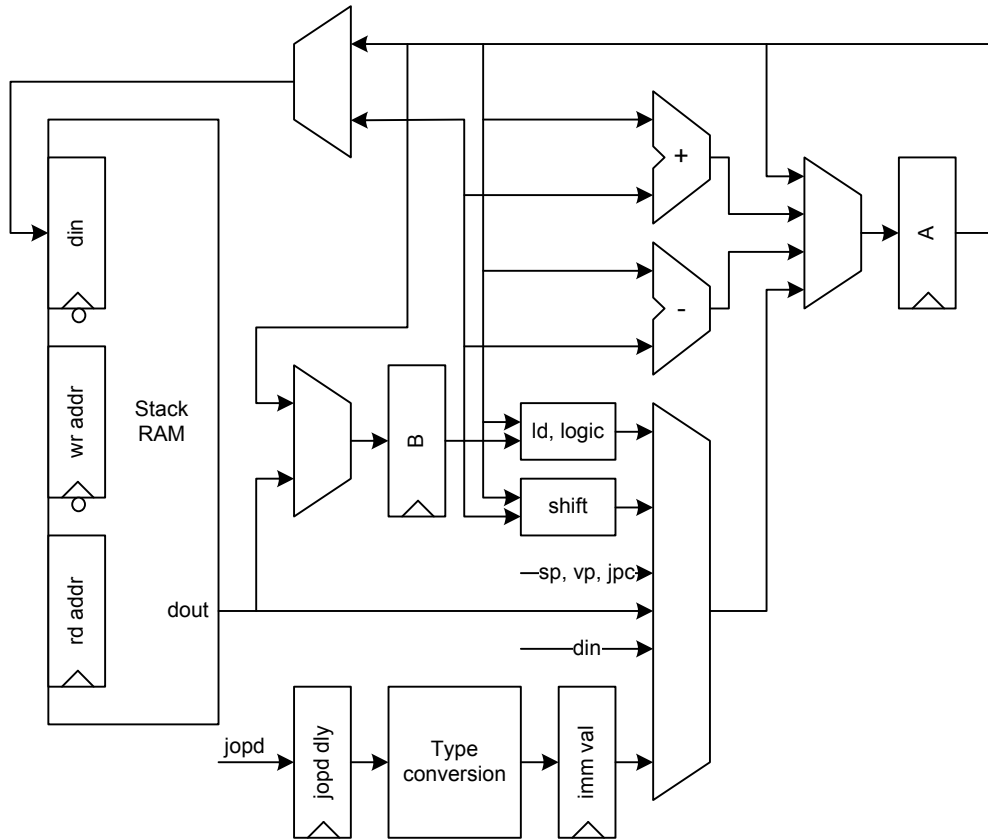 +
din
A
-
wr addr
Stack
RAM
B
ld, logic
shift
sp, vp, jpc
rd addr
dout
din
jopd
jopd dly
Type
conversion
imm val